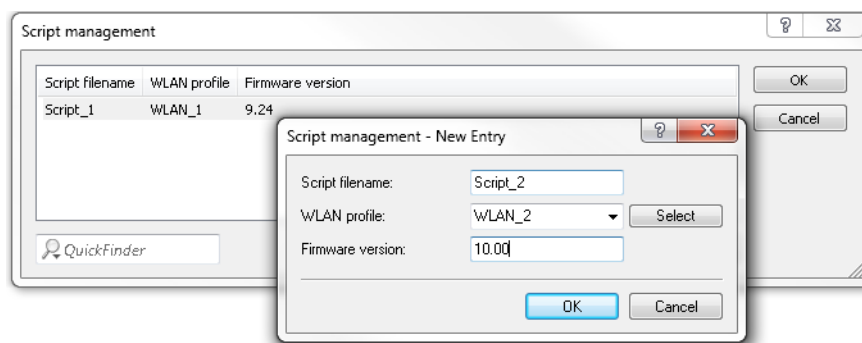 Script management
Script filename WLAN profile Firmware version
Script_1 WLAN_1 9.24
OK
Cancel
QuickFinder
Script management - New Entry
Script filename: Script_2
WLAN profile: WLAN_2 Select
Firmware version: 10.00
OK Cancel